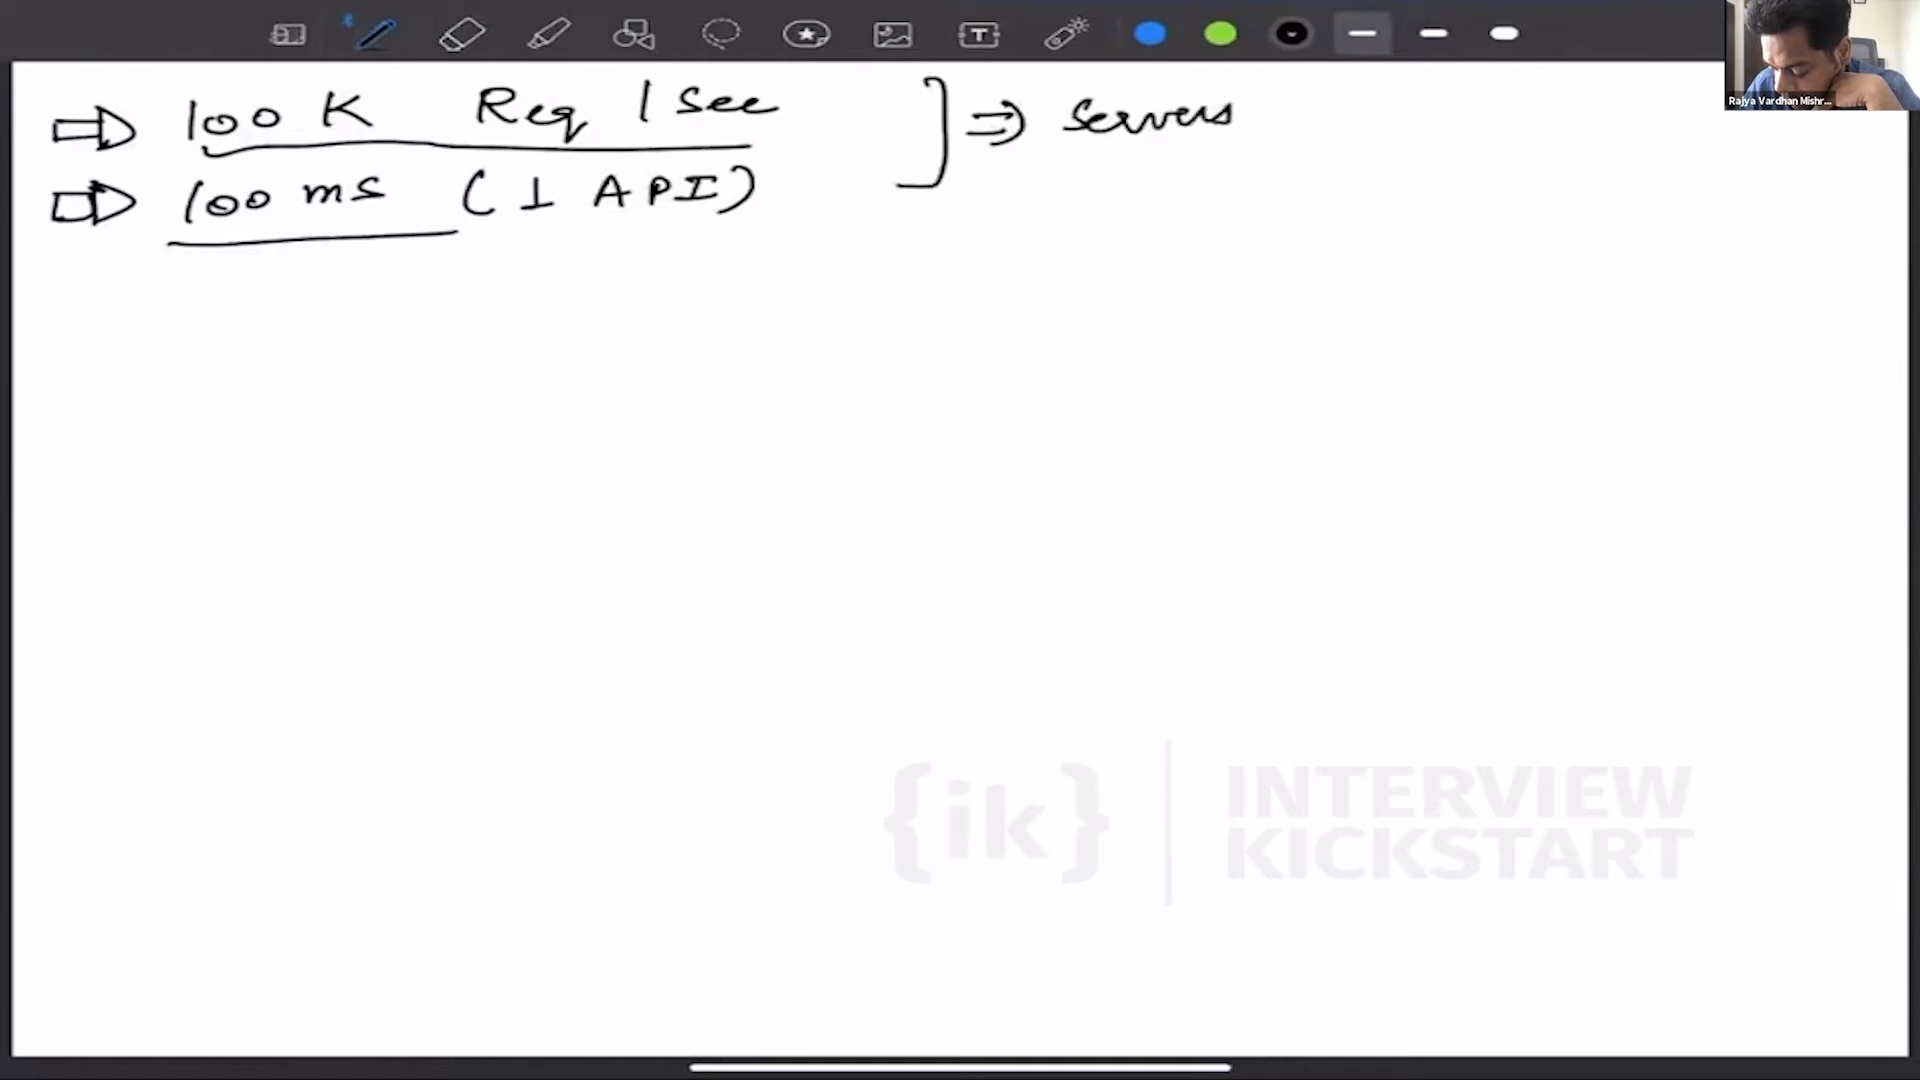 100 K Req / Sec ] => Servers
100 ms ( 1 API )
Rajya Vardhan Mishr...
{ik} | INTERVIEW
KICKSTART